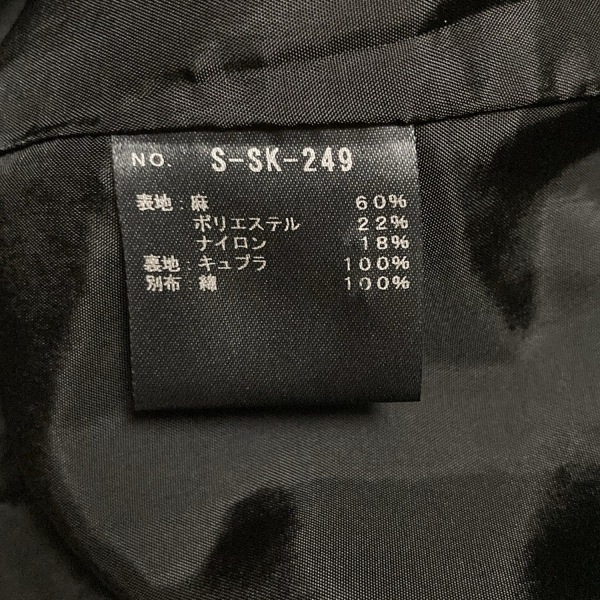 NO. S-SK-249
表地:麻 60%
ポリエステル 22%
ナイロン 18%
裏地:キュプラ 100%
別布:綿 100%